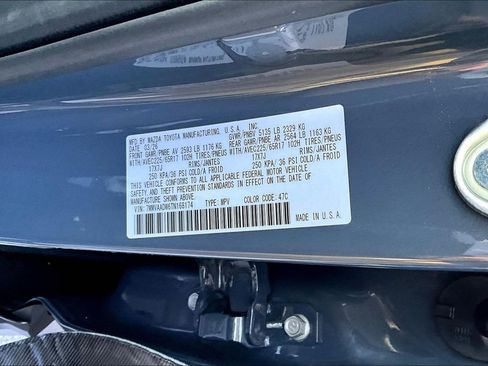 MFD BY MAZDA TOYOTA MANUFACTURING, U.S.A., INC.
DATE: 03/26 GVWR/PNBV 5135 LB 2329 KG
FRONT GAWR/PNBE AV 2593 LB 1176 KG REAR GAWR/PNBE AR 2564 LB 1163 KG
WITH/AVEC225/65R17 102H TIRES/PNEUS WITH/AVEC225/65R17 102H TIRES/PNEUS
17X7J RIMS/JANTES 17X7J RIMS/JANTES
250 KPA/ 36 PSI COLD/A FROID 250 KPA/ 36 PSI COLD/A FROID
THIS VEHICLE CONFORMS TO ALL APPLICABLE FEDERAL MOTOR VEHICLE
SAFETY, AND THEFT PREVENTION STANDARDS IN EFFECT ON THE DATE OF
MANUFACTURE SHOWN ABOVE.
VIN: TYPE: MPV COLOR CODE: 47C
MADE IN U.S.A.